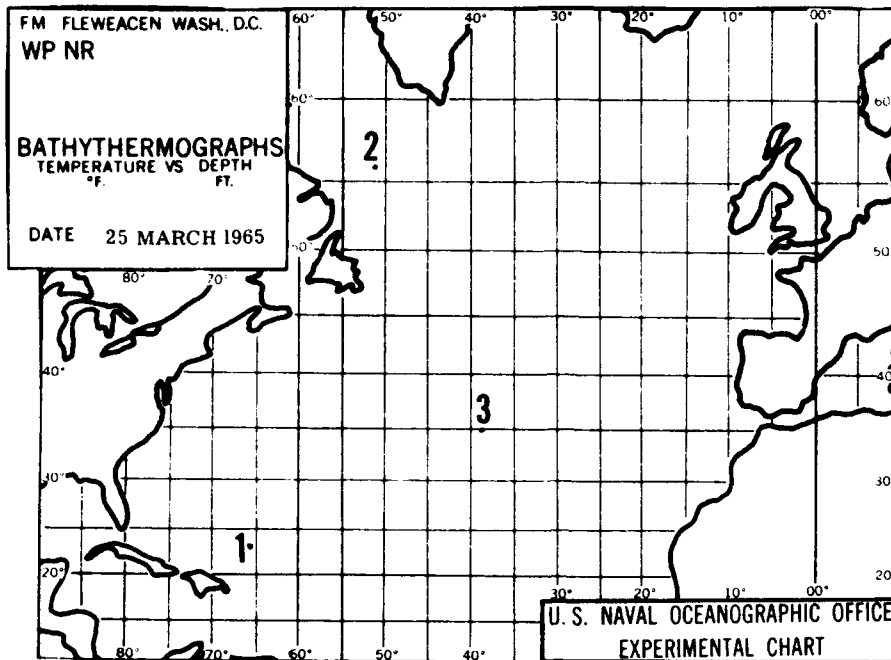 FM FLEWEACEN WASH., D.C.
WP NR
BATHYTHERMOGRAPHS
TEMPERATURE VS DEPTH
°F. FT.
DATE 25 MARCH 1965
60° 50° 40° 30° 20° 10° 00°
60° 60
2
50° 50
80° 70°
40° 40
3
30° 30
1
20° 20
U. S. NAVAL OCEANOGRAPHIC OFFICE
EXPERIMENTAL CHART
80° 70° 60° 50° 40° 30° 20° 10° 00°